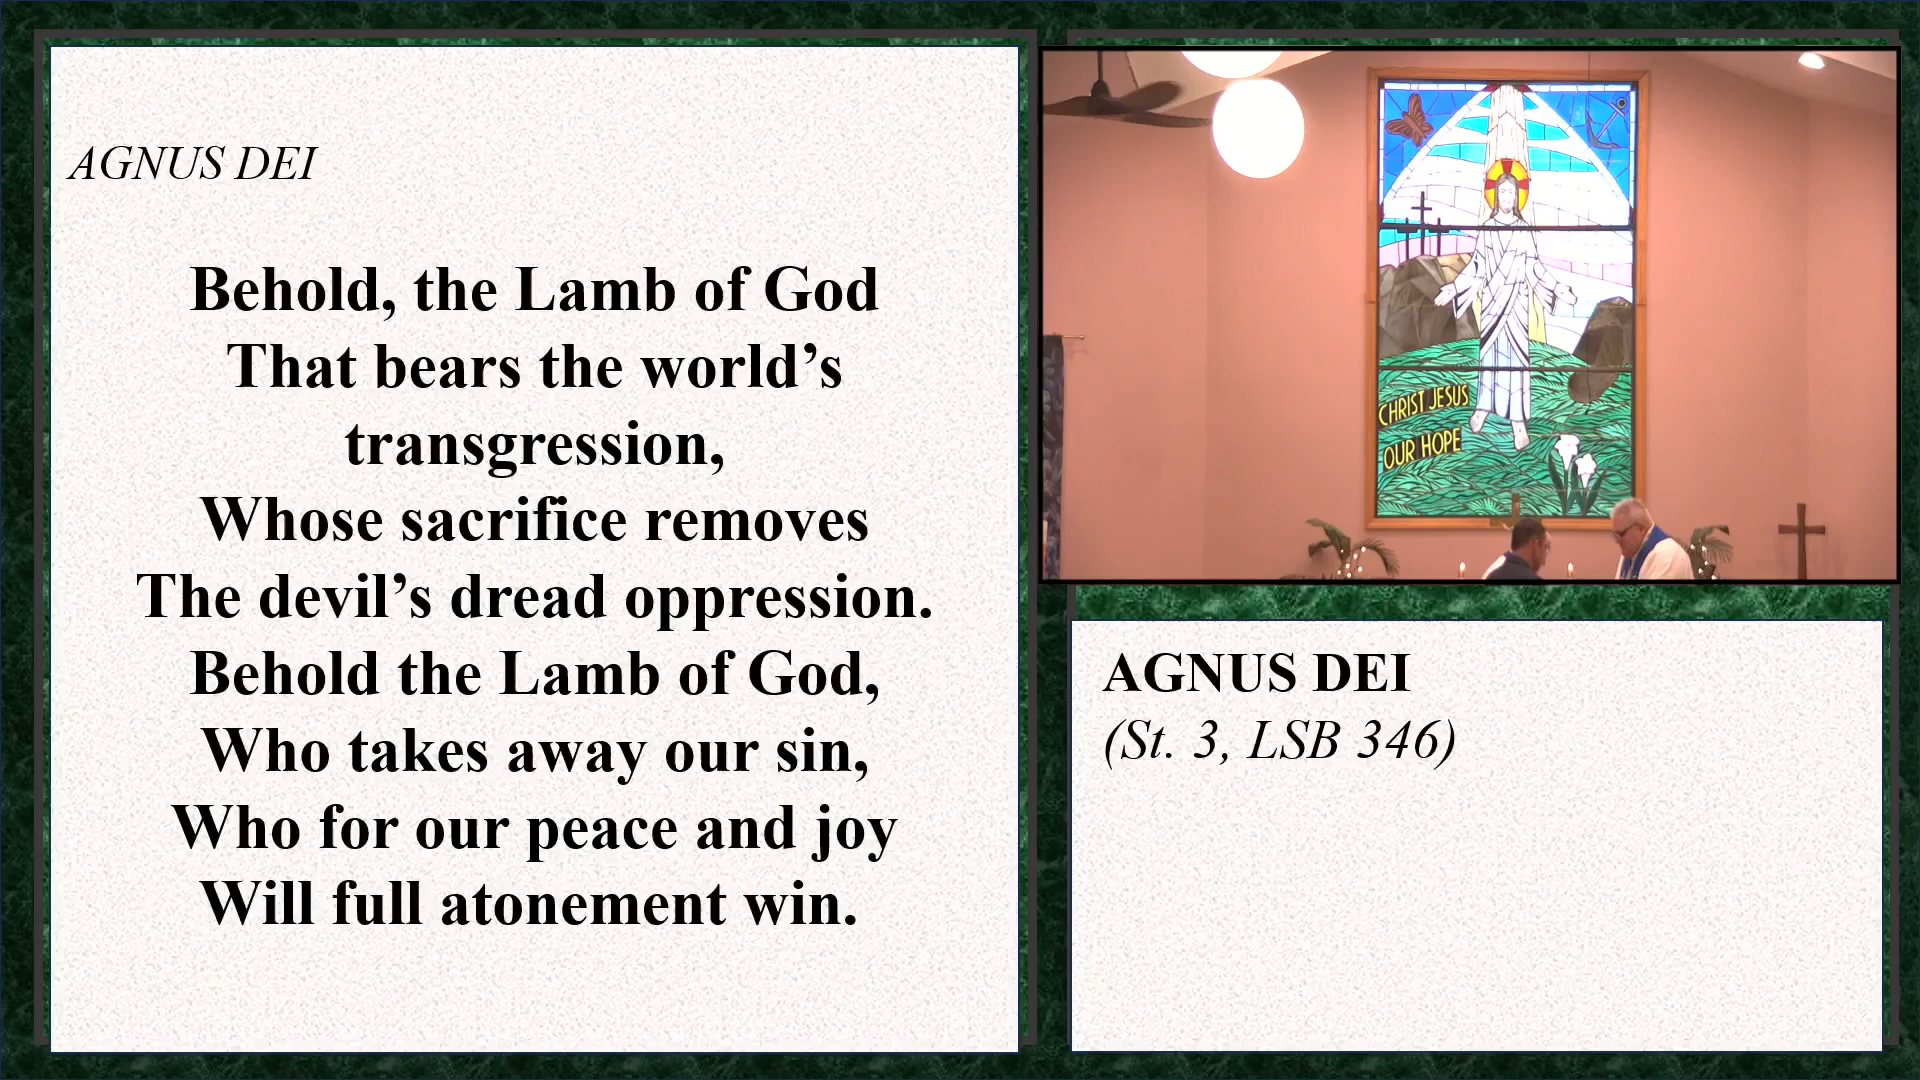 AGNUS DEI
Behold, the Lamb of God
That bears the world’s
transgression,
Whose sacrifice removes
The devil’s dread oppression.
Behold the Lamb of God,
Who takes away our sin,
Who for our peace and joy
Will full atonement win.
CHRIST JESUS
OUR HOPE
AGNUS DEI
(St. 3, LSB 346)